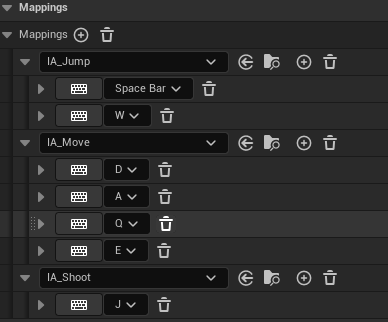 Mappings
Mappings
IA_Jump
Space Bar
W
IA_Move
D
A
Q
E
IA_Shoot
J